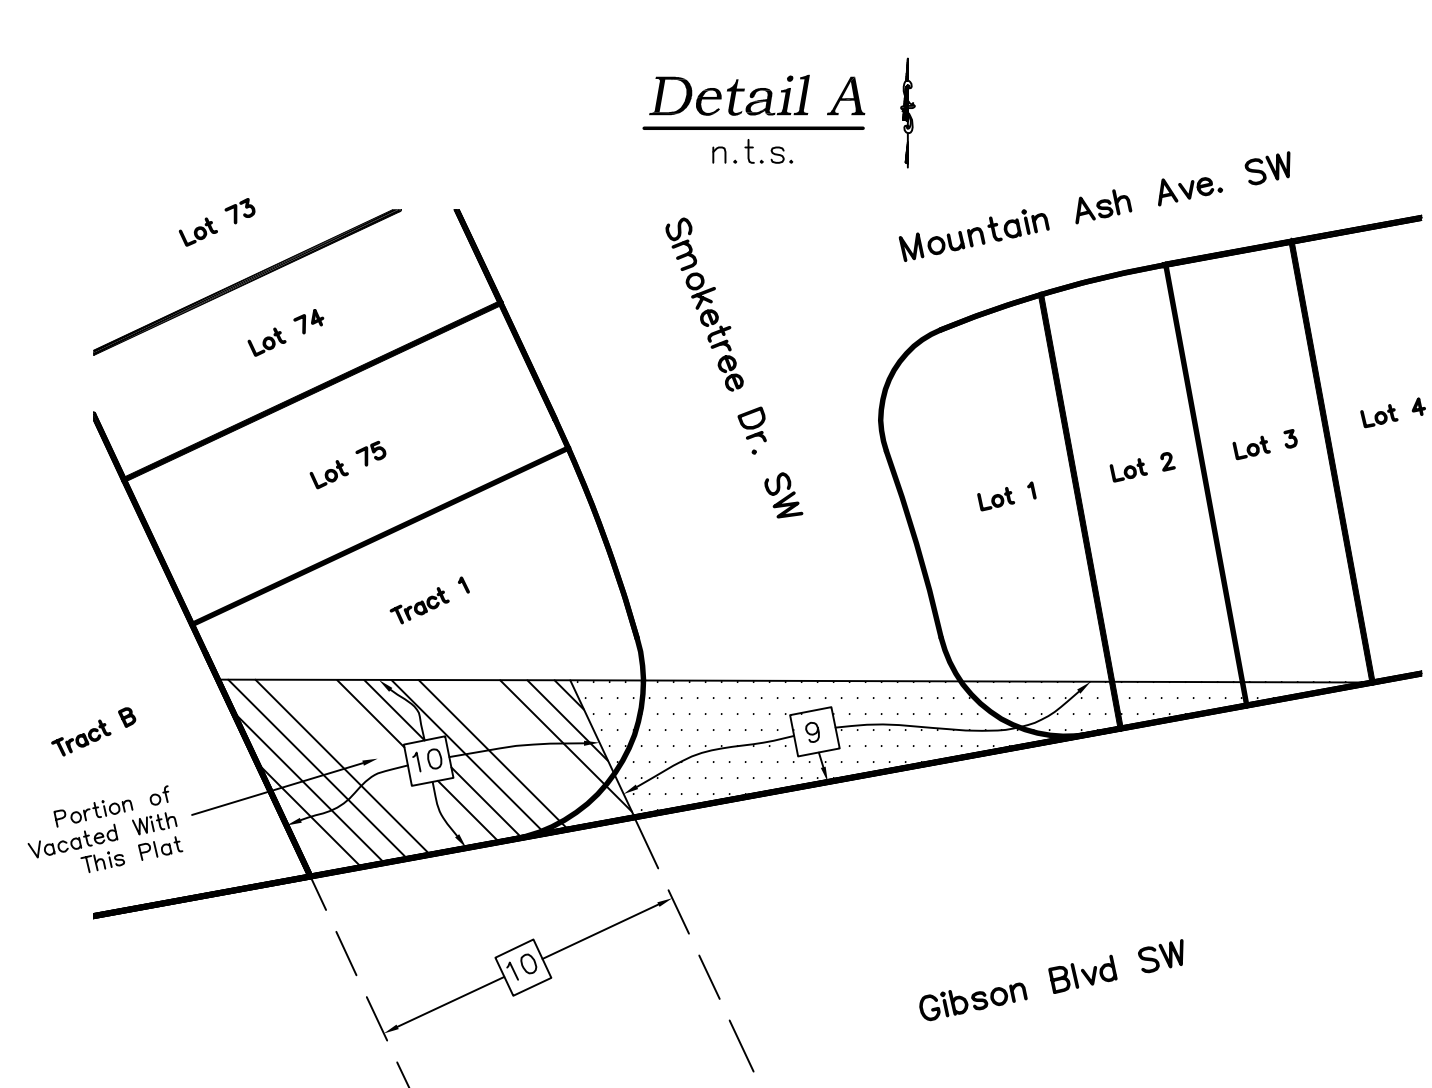 Detail A
n.t.s.
Lot 73
Lot 74
Lot 75
Tract 1
Tract B
Smoketree Dr. SW
Mountain Ash Ave. SW
Lot 1
Lot 2
Lot 3
Lot 4
9
10
Portion of
Vacated With
This Plat
10
Gibson Blvd SW